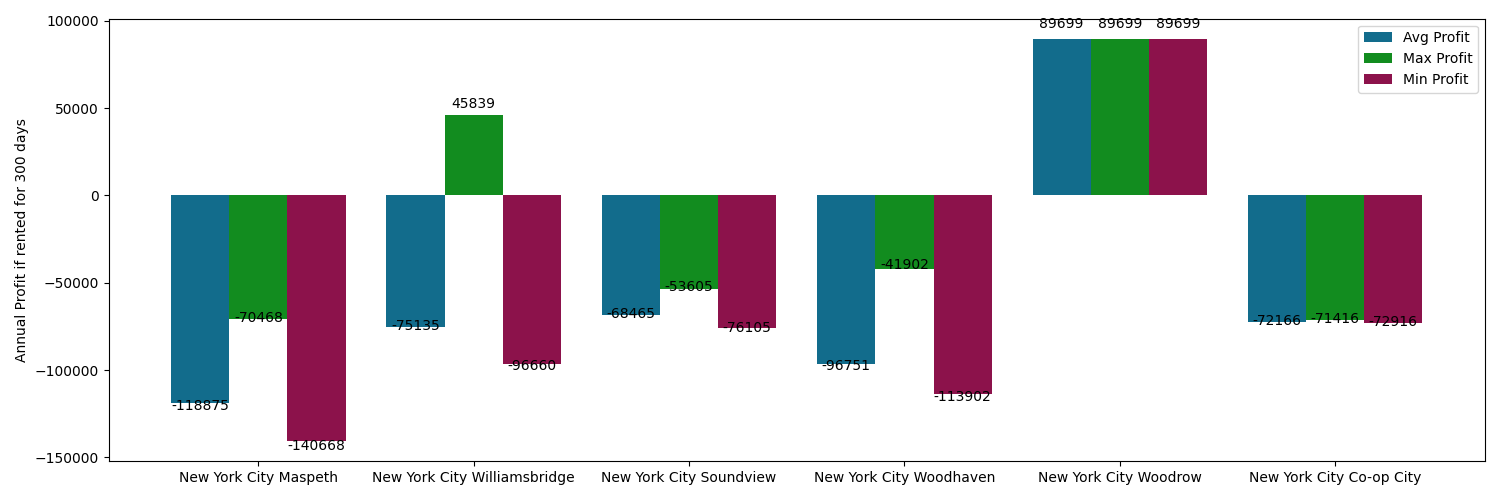 100000
50000
0
−50000
−100000
−150000
Annual Profit if rented for 300 days
Avg Profit
Max Profit
Min Profit
-118875
-70468
-140668
-75135
45839
-96660
-68465
-53605
-76105
-96751
-41902
-113902
89699
89699
89699
-72166
-71416
-72916
New York City Maspeth
New York City Williamsbridge
New York City Soundview
New York City Woodhaven
New York City Woodrow
New York City Co-op City